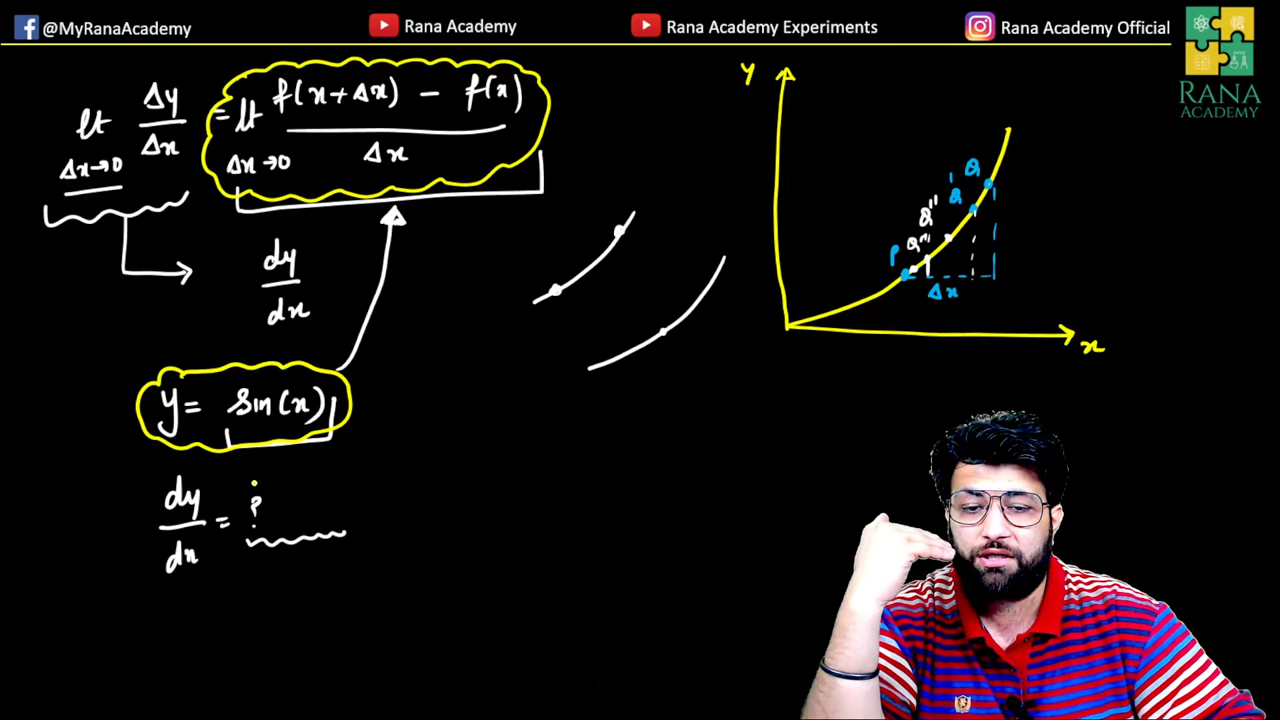 @MyRanaAcademy
Rana Academy
Rana Academy Experiments
Rana Academy Official
RANA
ACADEMY
lt Δy/Δx = lt f(x+Δx) - f(x)/Δx
Δx→0 Δx→0
dy/dx
y = sin(x)
dy/dx = ?
y
Q
Q'
Q"
Q'''
P
Δx
x